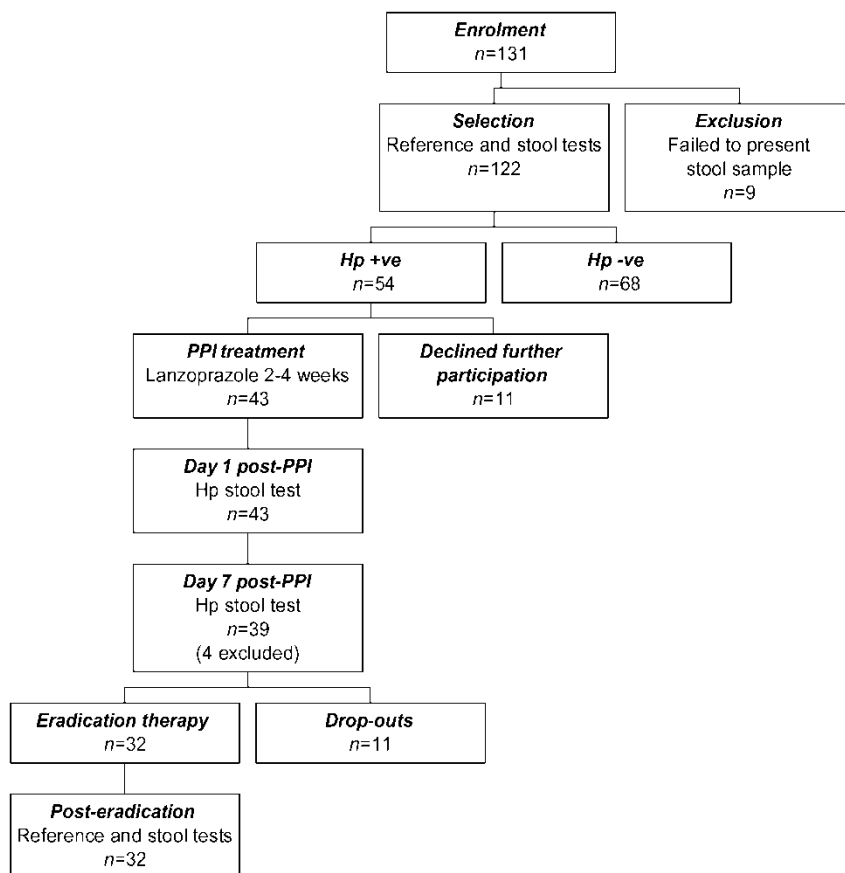 Enrolment
n=131
Selection
Reference and stool tests
n=122
Exclusion
Failed to present
stool sample
n=9
Hp +ve
n=54
Hp -ve
n=68
PPI treatment
Lanzoprazole 2-4 weeks
n=43
Declined further
participation
n=11
Day 1 post-PPI
Hp stool test
n=43
Day 7 post-PPI
Hp stool test
n=39
(4 excluded)
Eradication therapy
n=32
Drop-outs
n=11
Post-eradication
Reference and stool tests
n=32